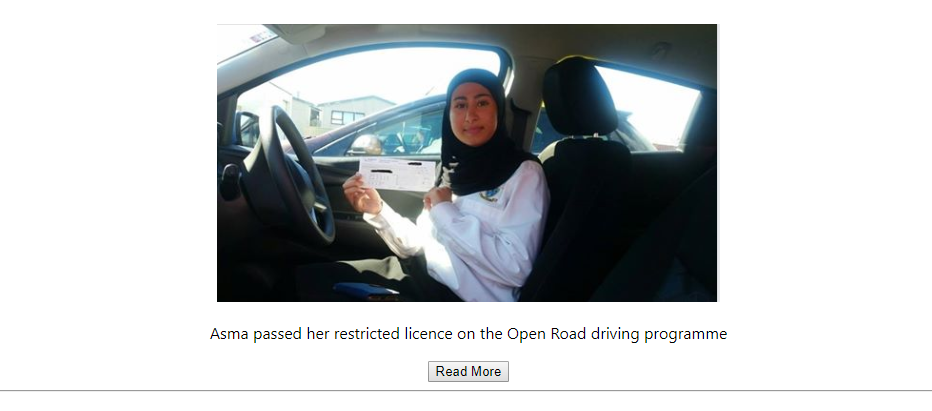 Asma passed her restricted licence on the Open Road driving programme
Read More